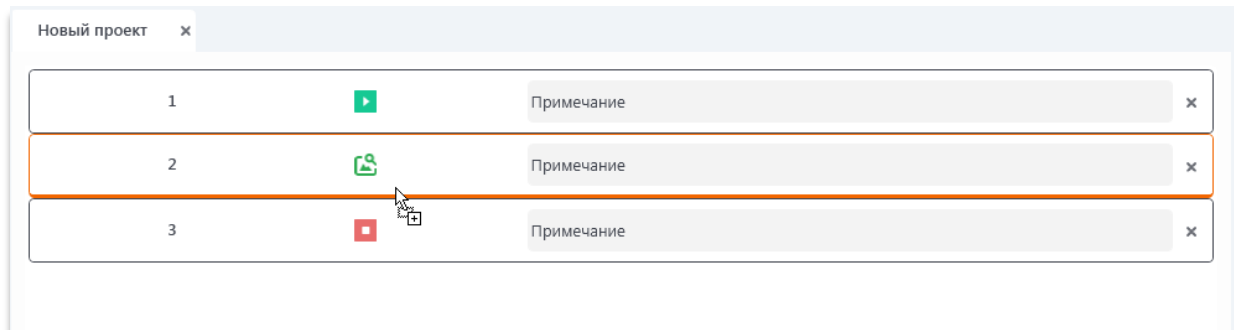 Новый проект
1 Примечание
2 Примечание
3 Примечание